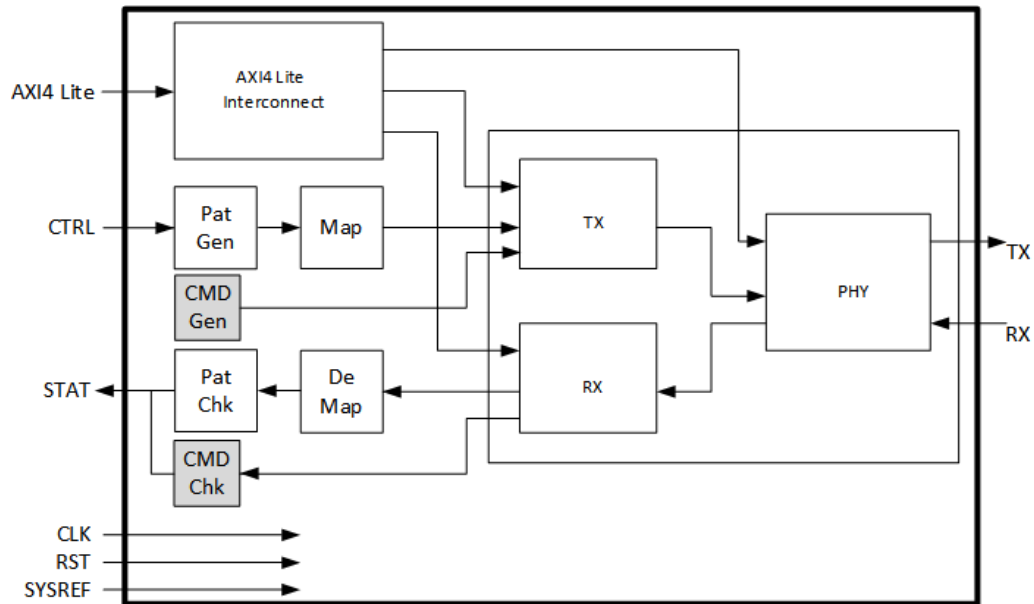 AXI4 Lite
AXI4 Lite
Interconnect
CTRL
Pat
Gen
Map
TX
CMD
Gen
PHY
TX
RX
STAT
Pat
Chk
De
Map
RX
CMD
Chk
CLK
RST
SYSREF